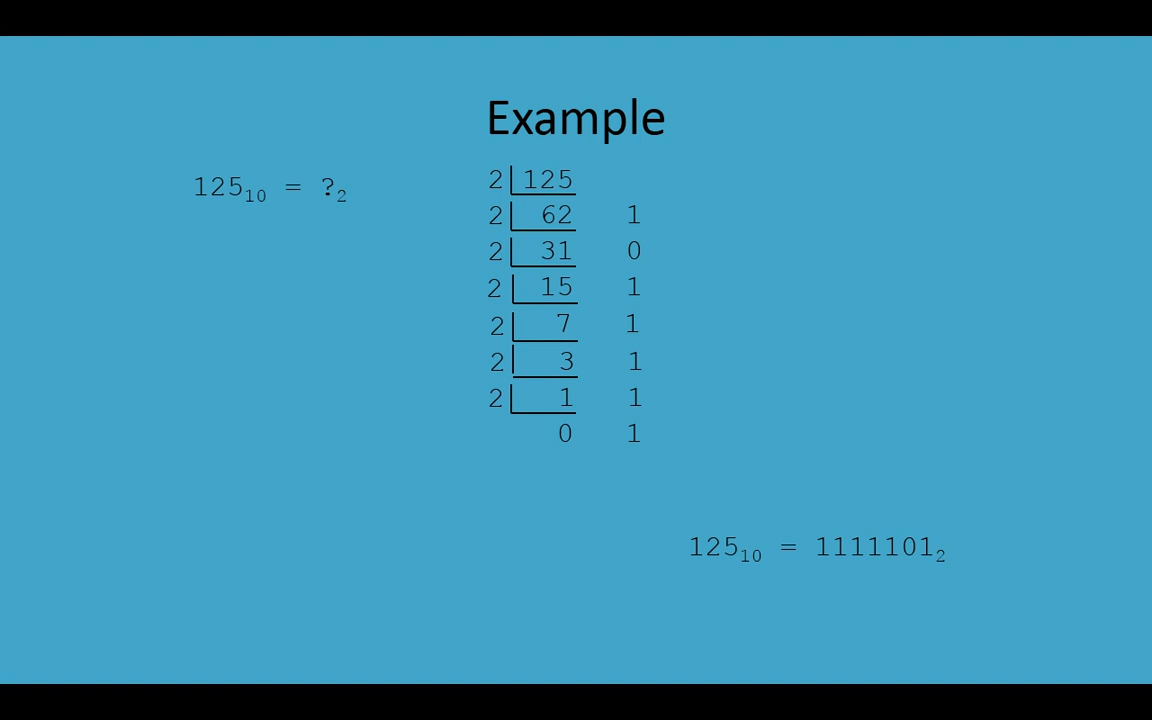 Example
125₁₀ = ?₂
2 125
2 62 1
2 31 0
2 15 1
2 7 1
2 3 1
2 1 1
0 1
125₁₀ = 1111101₂